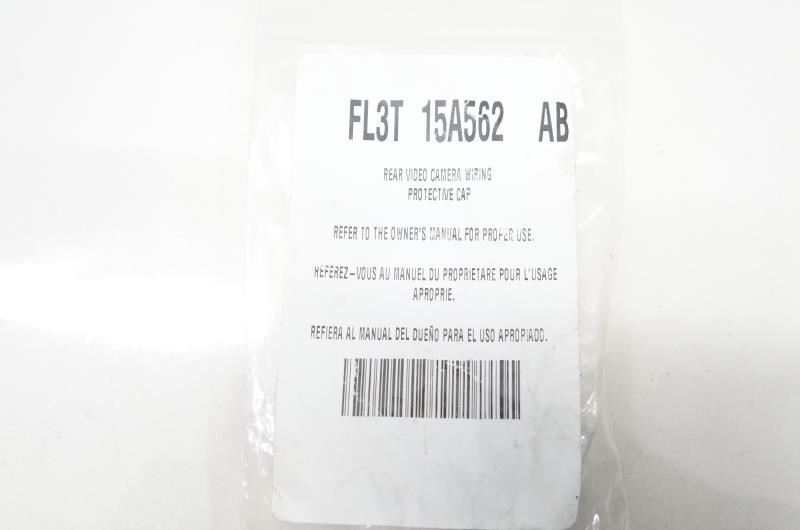 FL3T 15A562 AB
REAR VIDEO CAMERA WIRING
PROTECTIVE CAP
REFER TO THE OWNER'S MANUAL FOR PROPER USE.
REFEREZ-VOUS AU MANUEL DU PROPRIETARE POUR L'USAGE
APROPRIE.
REFIERA AL MANUAL DEL DUEÑO PARA EL USO APROPIADO.